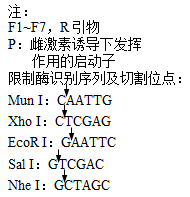 注：
F1~F7，R引物
P：雌激素诱导下发挥
作用的启动子
限制酶识别序列及切割位点：
Mun I：CAATTG
Xho I：CTCGAG
EcoR I：GAATTC
Sal I：GTCGAC
Nhe I：GCTAGC